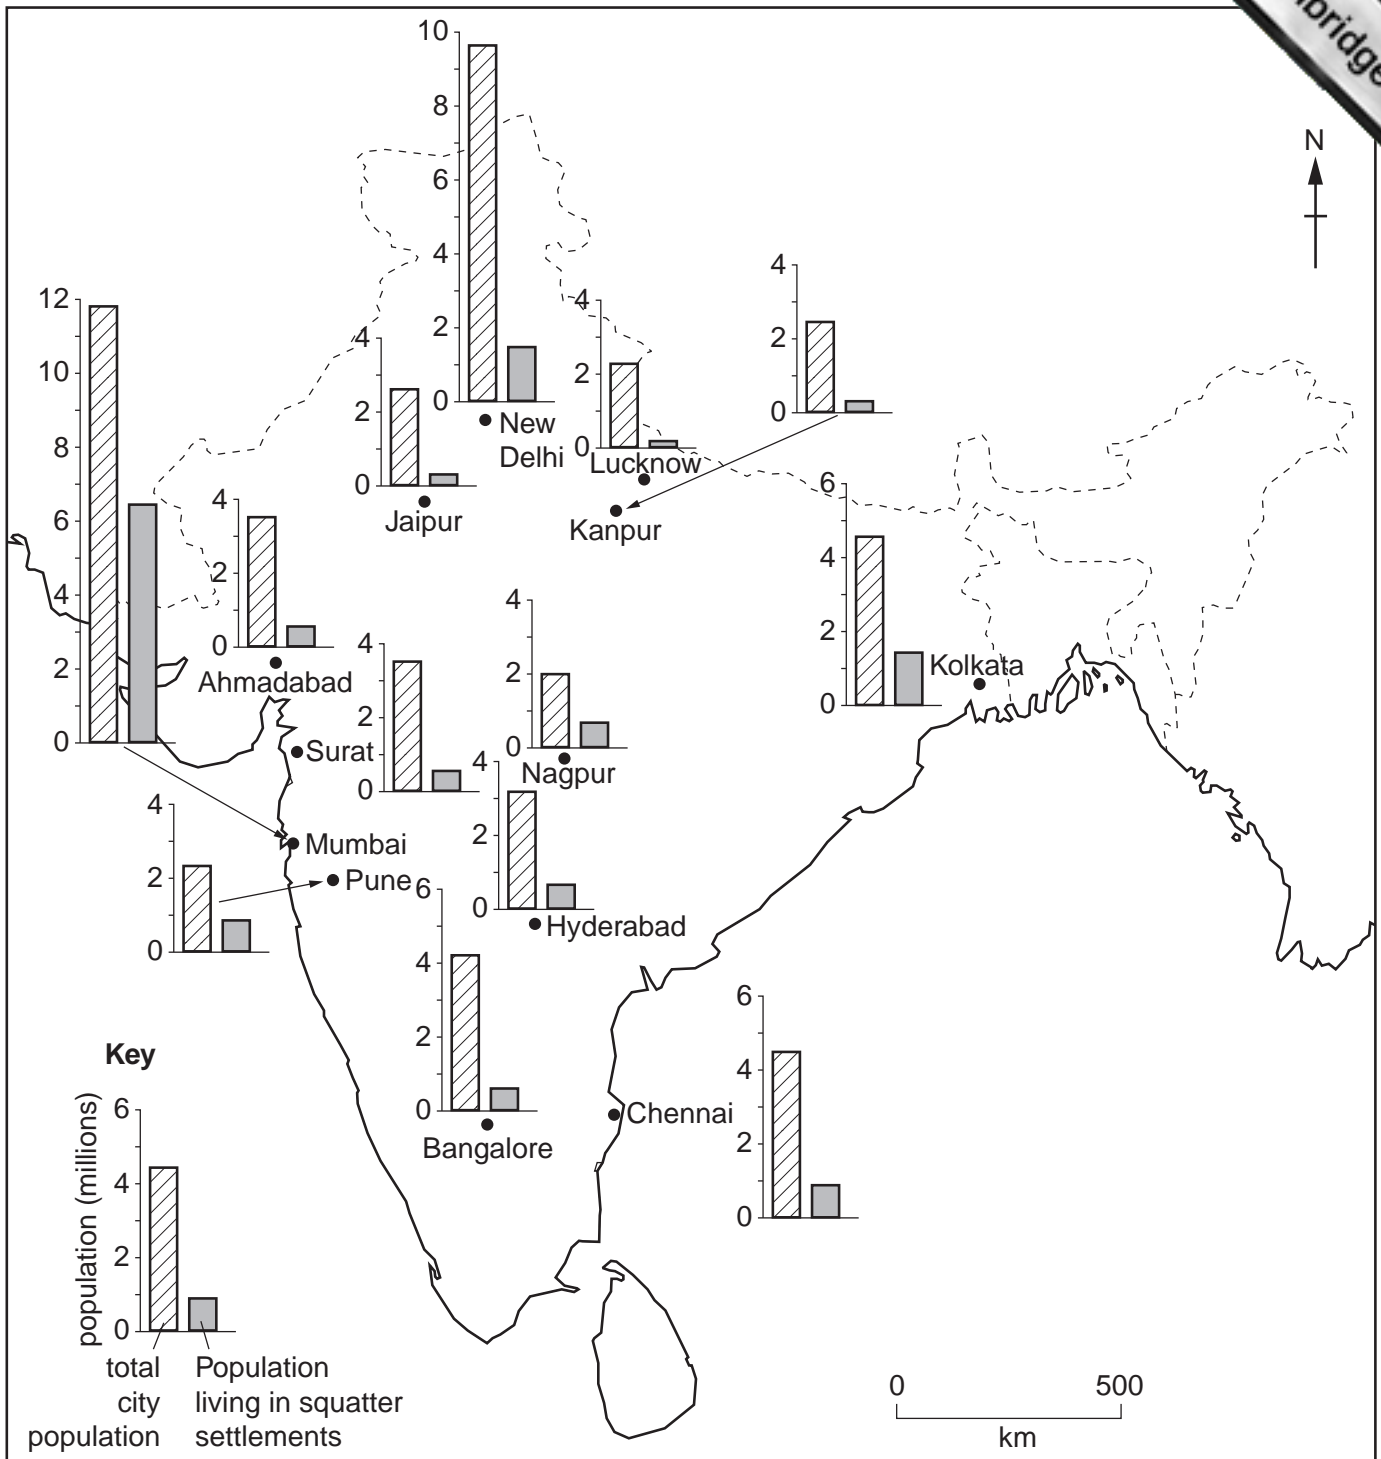 bridge
N
10
8
6
4
2
0
New
Delhi
4
2
0
Lucknow
4
2
0
Kanpur
4
2
0
Jaipur
12
10
8
6
4
2
0
Mumbai
4
2
0
Ahmadabad
4
2
0
Surat
4
2
0
Nagpur
6
4
2
0
Kolkata
4
2
0
Pune
4
2
0
Hyderabad
6
4
2
0
Bangalore
6
4
2
0
Chennai
Key
population (millions)
6
4
2
0
total
city
population
Population
living in squatter
settlements
0 500
km